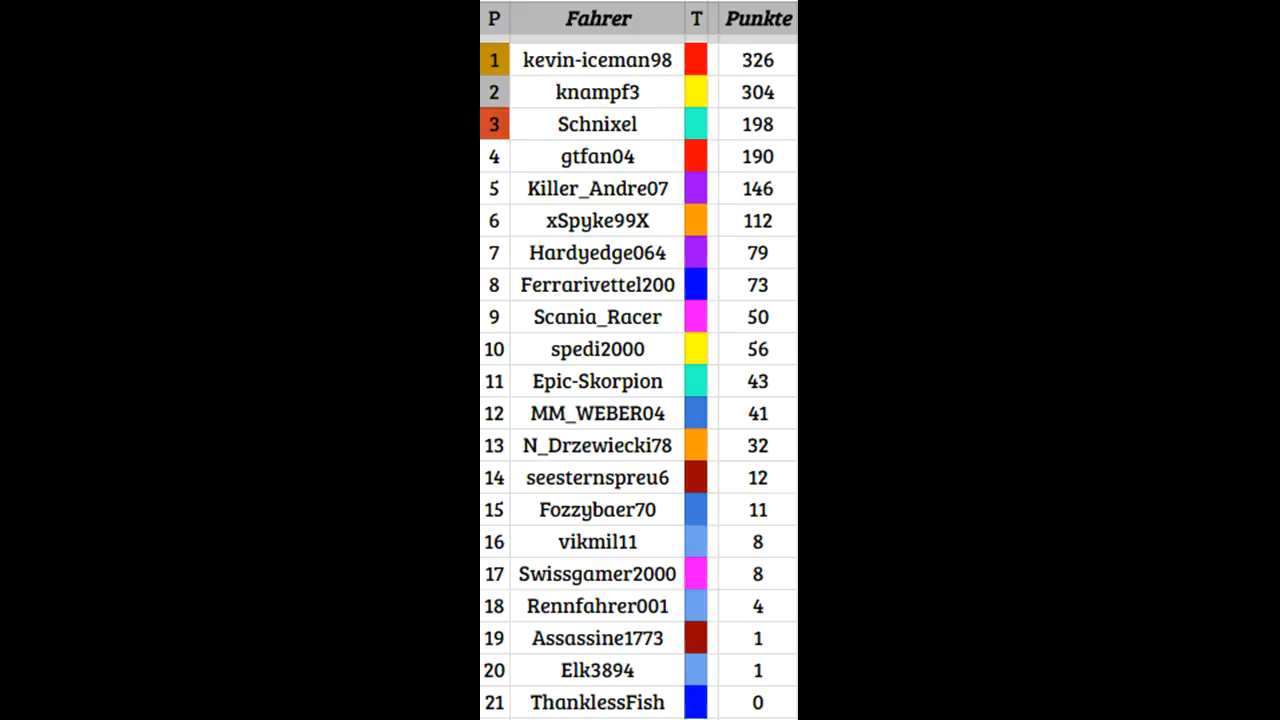 P Fahrer T Punkte
1 kevin-iceman98 326
2 knampf3 304
3 Schnixel 198
4 gtfan04 190
5 Killer_Andre07 146
6 xSpyke99X 112
7 Hardyedge064 79
8 Ferrarivettel200 73
9 Scania_Racer 50
10 spedi2000 56
11 Epic-Skorpion 43
12 MM_WEBER04 41
13 N_Drzewiecki78 32
14 seesternspreu6 12
15 Fozzybaer70 11
16 vikmil11 8
17 Swissgamer2000 8
18 Rennfahrer001 4
19 Assassine1773 1
20 Elk3894 1
21 ThanklessFish 0